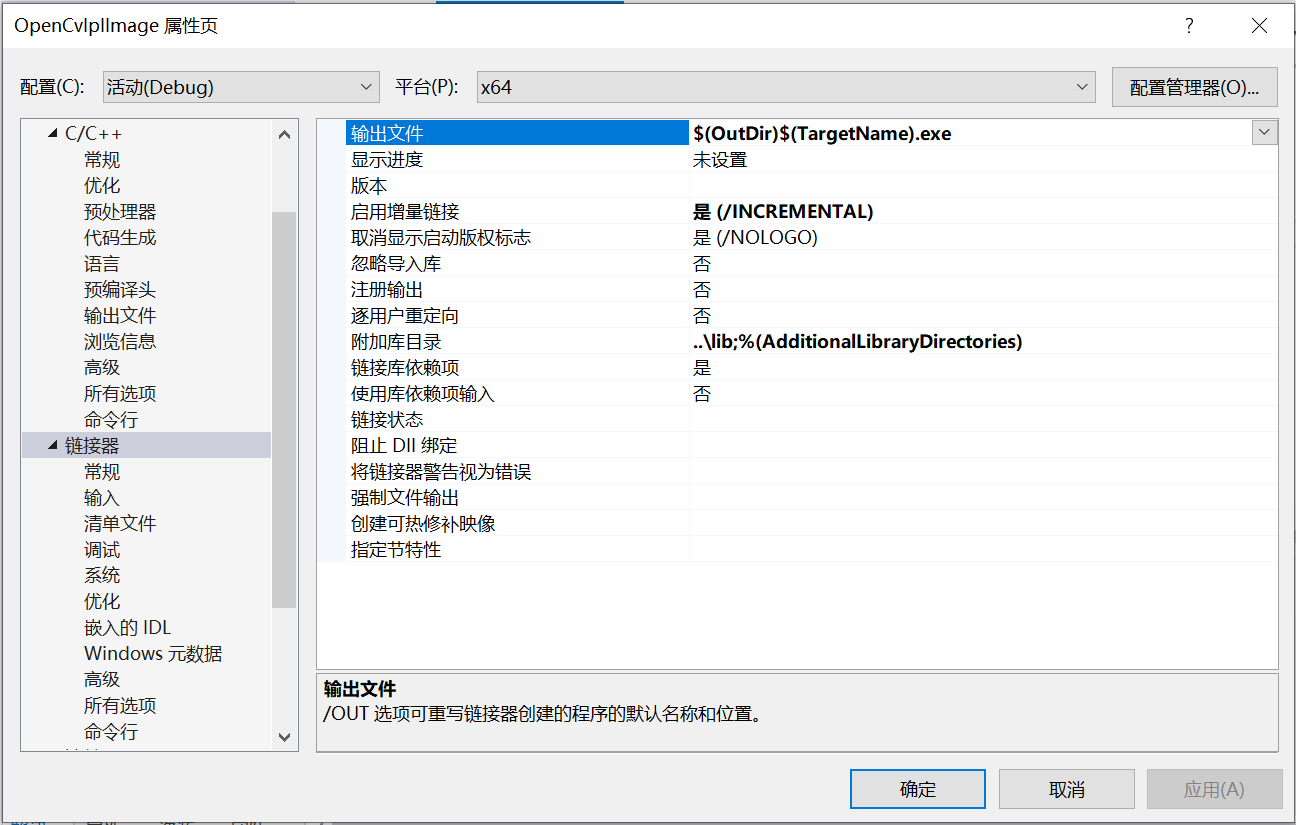 OpenCvIplImage 属性页
?
配置(C):
活动(Debug)
平台(P):
x64
配置管理器(O)...
C/C++
常规
优化
预处理器
代码生成
语言
预编译头
输出文件
浏览信息
高级
所有选项
命令行
链接器
常规
输入
清单文件
调试
系统
优化
嵌入的 IDL
Windows 元数据
高级
所有选项
命令行
输出文件 $(OutDir)$(TargetName).exe
显示进度 未设置
版本
启用增量链接 是 (/INCREMENTAL)
取消显示启动版权标志 是 (/NOLOGO)
忽略导入库 否
注册输出 否
逐用户重定向 否
附加库目录 ..\lib;%(AdditionalLibraryDirectories)
链接库依赖项 是
使用库依赖项输入 否
链接状态
阻止 Dll 绑定
将链接器警告视为错误
强制文件输出
创建可热修补映像
指定节特性
输出文件
/OUT 选项可重写链接器创建的程序的默认名称和位置。
确定
取消
应用(A)